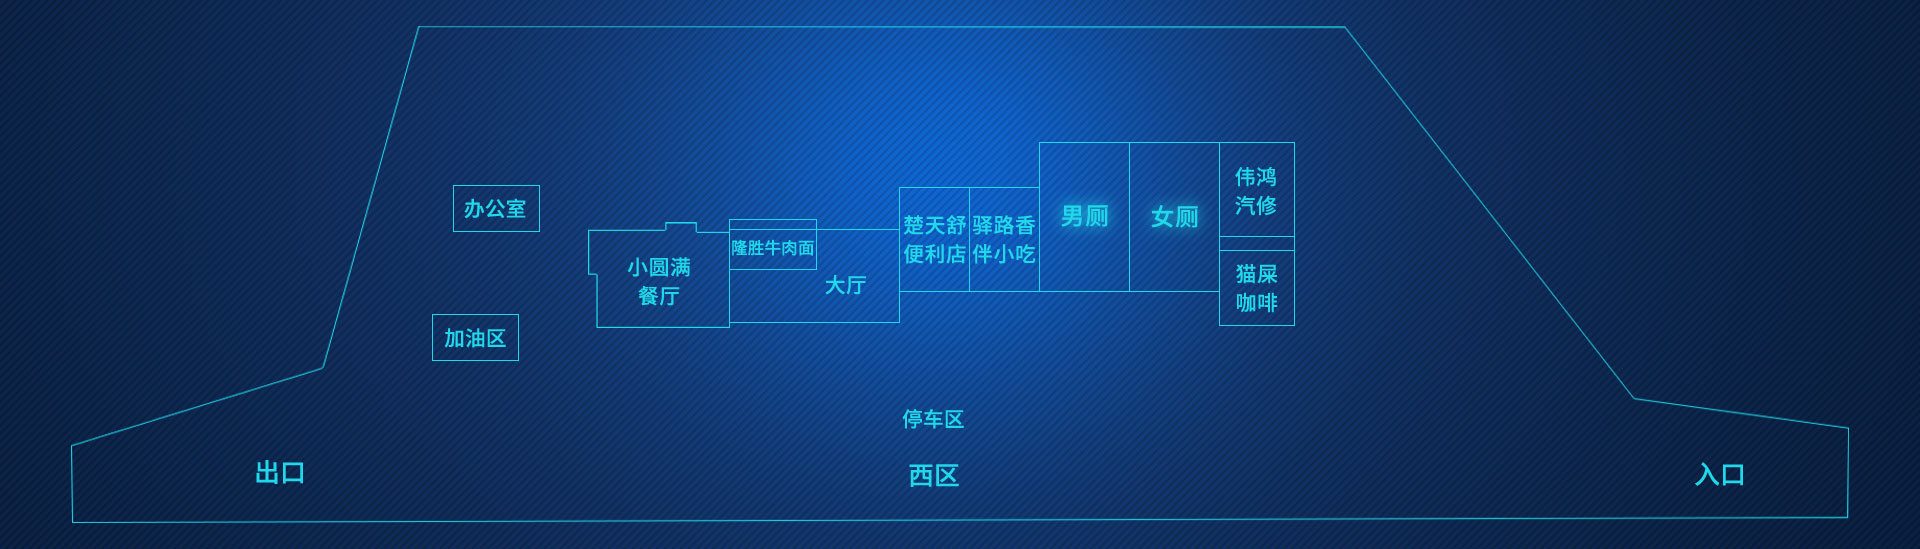 办公室
加油区
小圆满
餐厅
隆胜牛肉面
大厅
楚天舒
便利店
驿路香
伴小吃
男厕
女厕
伟鸿
汽修
猫屎
咖啡
停车区
出口
西区
入口